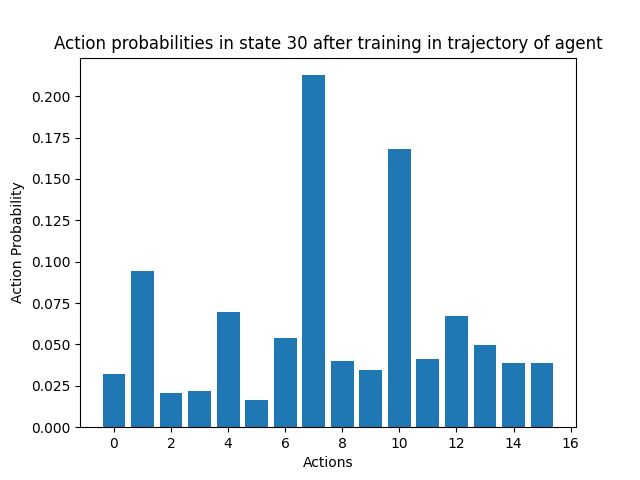 Action probabilities in state 30 after training in trajectory of agent
0.200
0.175
0.150
0.125
0.100
0.075
0.050
0.025
0.000
Action Probability
0 2 4 6 8 10 12 14 16
Actions